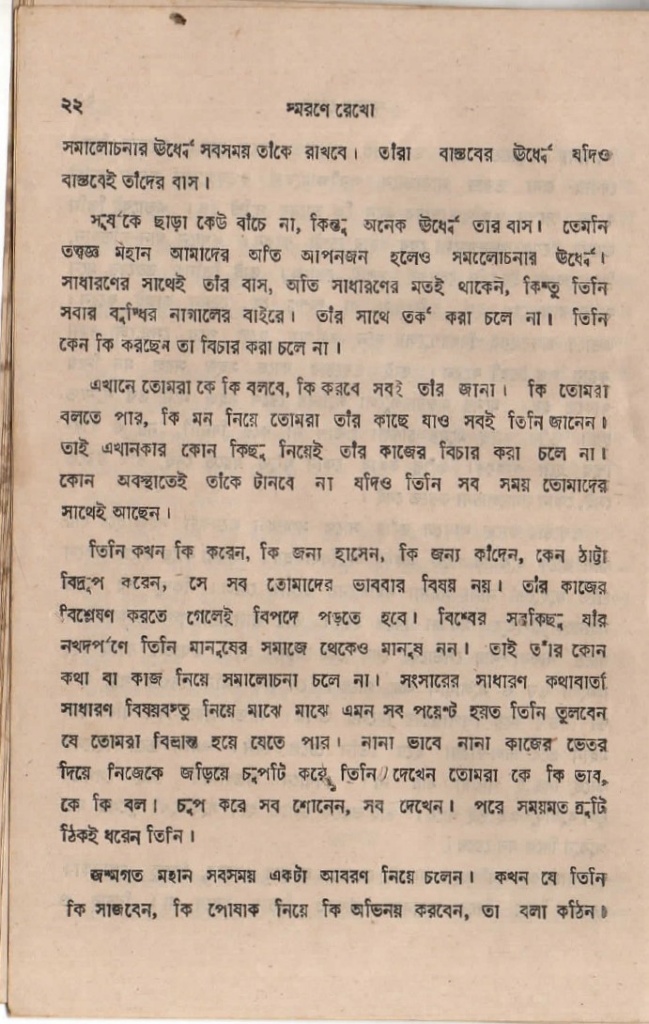 ২২ স্মরণে রেখো
সমালোচনার ঊর্ধ্বে সবসময় তাঁকে রাখবে। তাঁরা বাস্তবের ঊর্ধ্বে যদিও
বাস্তবেই তাঁদের বাস।
সূর্যকে ছাড়া কেউ বাঁচে না, কিন্তু অনেক ঊর্ধ্বে তার বাস। তেমনি
তত্ত্বজ্ঞ মহান আমাদের অতি আপনজন হলেও সমালোচনার ঊর্ধ্বে।
সাধারণের সাথেই তাঁর বাস, অতি সাধারণের মতই থাকেন, কিন্তু তিনি
সবার বুদ্ধির নাগালের বাইরে। তাঁর সাথে তর্ক করা চলে না। তিনি
কেন কি করছেন তা বিচার করা চলে না।
এখানে তোমরা কে কি বলবে, কি করবে সবই তাঁর জানা। কি তোমরা
বলতে পার, কি মন নিয়ে তোমরা তাঁর কাছে যাও সবই তিনি জানেন।
তাই এখানকার কোন কিছু নিয়েই তাঁর কাজের বিচার করা চলে না।
কোন অবস্থাতেই তাঁকে টানবে না যদিও তিনি সব সময় তোমাদের
সাথেই আছেন।
তিনি কখন কি করেন, কি জন্য হাসেন, কি জন্য কাঁদেন, কেন ঠাট্টা
বিদ্রূপ করেন, সে সব তোমাদের ভাববার বিষয় নয়। তাঁর কাজের
বিশ্লেষণ করতে গেলেই বিপদে পড়তে হবে। বিশ্বের সবকিছু যাঁর
নখদর্পণে তিনি মানুষের সমাজে থেকেও মানুষ নন। তাই তাঁর কোন
কথা বা কাজ নিয়ে সমালোচনা চলে না। সংসারের সাধারণ কথাবার্তা
সাধারণ বিষয়বস্তু নিয়ে মাঝে মাঝে এমন সব পয়েন্ট হয়ত তিনি তুলবেন
যে তোমরা বিভ্রান্ত হয়ে যেতে পার। নানা ভাবে নানা কাজের ভেতর
দিয়ে নিজেকে জড়িয়ে চুপটি করে তিনি দেখেন তোমরা কে কি ভাব,
কে কি বল। চুপ করে সব শোনেন, সব দেখেন। পরে সময়মত ত্রুটি
ঠিকই ধরেন তিনি।
জন্মগত মহান সবসময় একটা আবরণ নিয়ে চলেন। কখন যে তিনি
কি সাজবেন, কি পোষাক নিয়ে কি অভিনয় করবেন, তা বলা কঠিন।